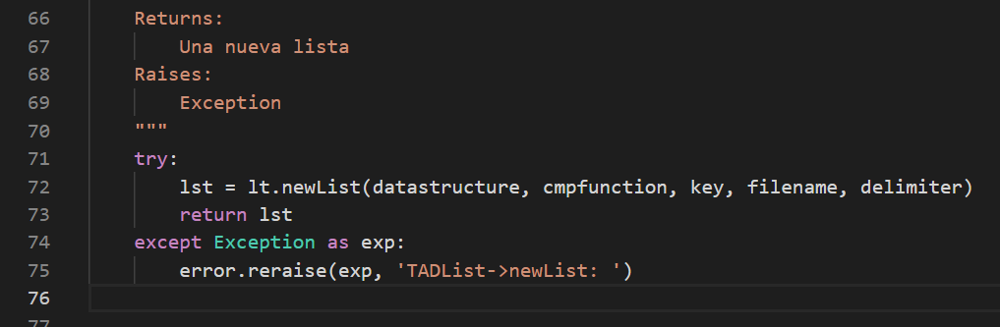 66 Returns:
67 Una nueva lista
68 Raises:
69 Exception
70 """
71 try:
72 lst = lt.newList(datastructure, cmpfunction, key, filename, delimiter)
73 return lst
74 except Exception as exp:
75 error.reraise(exp, 'TADList->newList: ')
76
77